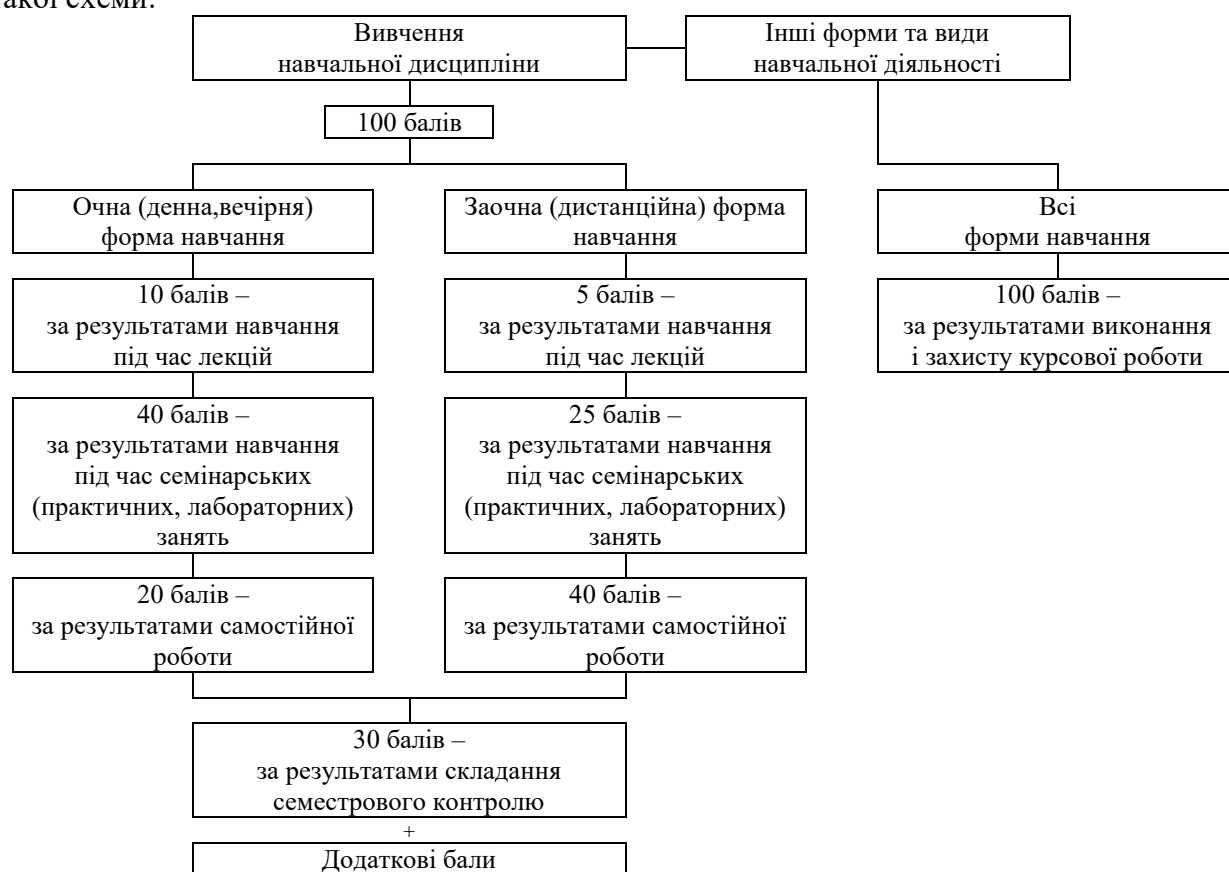 такої схеми:
Вивчення
навчальної дисципліни
Інші форми та види
навчальної діяльності
100 балів
Очна (денна,вечірня)
форма навчання
Заочна (дистанційна) форма
навчання
Всі
форми навчання
10 балів –
за результатами навчання
під час лекцій
5 балів –
за результатами навчання
під час лекцій
100 балів –
за результатами виконання
і захисту курсової роботи
40 балів –
за результатами навчання
під час семінарських
(практичних, лабораторних)
занять
25 балів –
за результатами навчання
під час семінарських
(практичних, лабораторних)
занять
20 балів –
за результатами самостійної
роботи
40 балів –
за результатами самостійної
роботи
30 балів –
за результатами складання
семестрового контролю
+
Додаткові бали